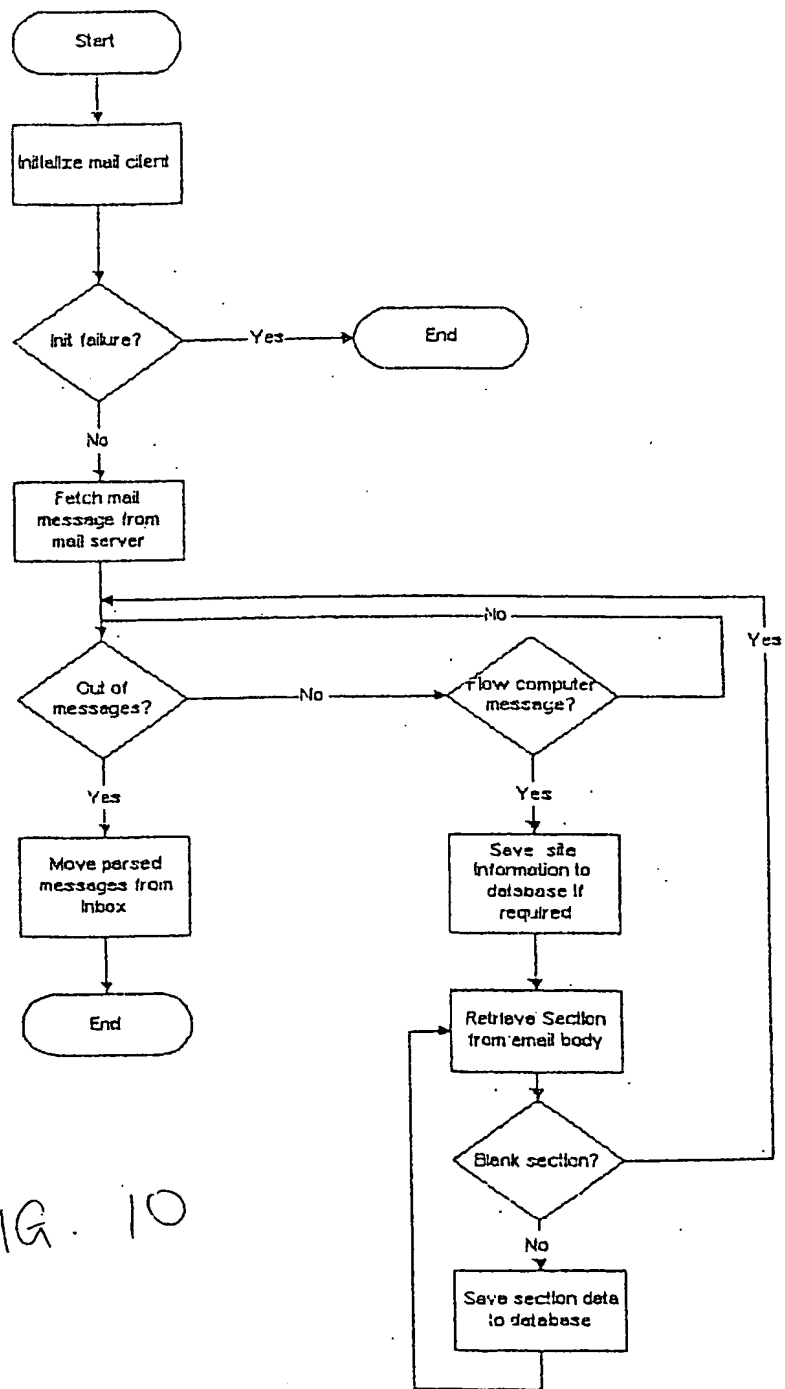 Start
Initialize mail client
Init failure?
Yes
End
No
Fetch mail
message from
mail server
No
Yes
Out of
messages?
No
Flow computer
message?
Yes
Yes
Move parsed
messages from
Inbox
Save site
Information to
database if
required
End
Retrieve Section
from email body
Blank section?
No
Save section data
to database
IG. 10